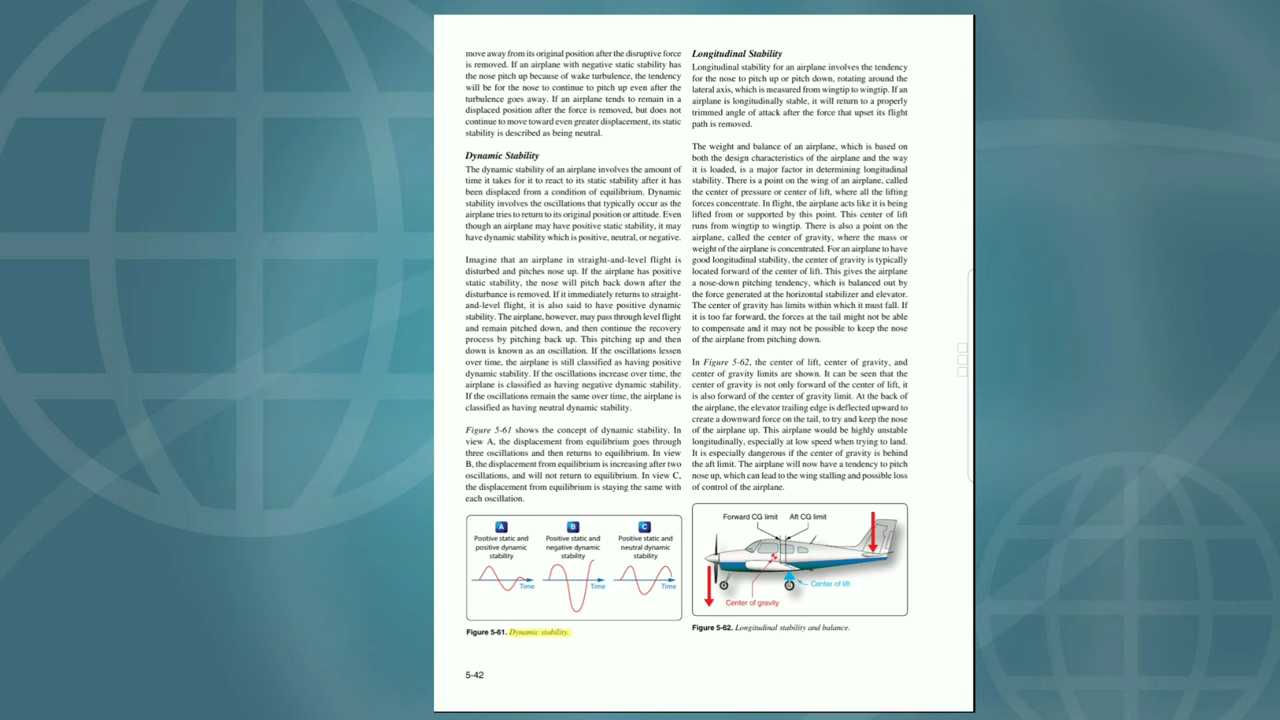 move away from its original position after the disruptive force
is removed. If an airplane with negative static stability has
the nose pitch up because of wake turbulence, the tendency
will be for the nose to continue to pitch up even after the
turbulence goes away. If an airplane tends to remain in a
displaced position after the force is removed, but does not
continue to move toward even greater displacement, its static
stability is described as being neutral.
Dynamic Stability
The dynamic stability of an airplane involves the amount of
time it takes for it to react to its static stability after it has
been displaced from a condition of equilibrium. Dynamic
stability involves the oscillations that typically occur as the
airplane tries to return to its original position or attitude. Even
though an airplane may have positive static stability, it may
have dynamic stability which is positive, neutral, or negative.
Imagine that an airplane in straight-and-level flight is
disturbed and pitches nose up. If the airplane has positive
static stability, the nose will pitch back down after the
disturbance is removed. If it immediately returns to straight-
and-level flight, it is also said to have positive dynamic
stability. The airplane, however, may pass through level flight
and remain pitched down, and then continue the recovery
process by pitching back up. This pitching up and then
down is known as an oscillation. If the oscillations lessen
over time, the airplane is still classified as having positive
dynamic stability. If the oscillations increase over time, the
airplane is classified as having negative dynamic stability.
If the oscillations remain the same over time, the airplane is
classified as having neutral dynamic stability.
Figure 5-61 shows the concept of dynamic stability. In
view A, the displacement from equilibrium goes through
three oscillations and then returns to equilibrium. In view
B, the displacement from equilibrium is increasing after two
oscillations, and will not return to equilibrium. In view C,
the displacement from equilibrium is staying the same with
each oscillation.
A
Positive static and
positive dynamic
stability
Time
B
Positive static and
negative dynamic
stability
Time
C
Positive static and
neutral dynamic
stability
Time
Figure 5-61. Dynamic stability.
5-42
Longitudinal Stability
Longitudinal stability for an airplane involves the tendency
for the nose to pitch up or pitch down, rotating around the
lateral axis, which is measured from wingtip to wingtip. If an
airplane is longitudinally stable, it will return to a properly
trimmed angle of attack after the force that upset its flight
path is removed.
The weight and balance of an airplane, which is based on
both the design characteristics of the airplane and the way
it is loaded, is a major factor in determining longitudinal
stability. There is a point on the wing of an airplane, called
the center of pressure or center of lift, where all the lifting
forces concentrate. In flight, the airplane acts like it is being
lifted from or supported by this point. This center of lift
runs from wingtip to wingtip. There is also a point on the
airplane, called the center of gravity, where the mass or
weight of the airplane is concentrated. For an airplane to have
good longitudinal stability, the center of gravity is typically
located forward of the center of lift. This gives the airplane
a nose-down pitching tendency, which is balanced out by
the force generated at the horizontal stabilizer and elevator.
The center of gravity has limits within which it must fall. If
it is too far forward, the forces at the tail might not be able
to compensate and it may not be possible to keep the nose
of the airplane from pitching down.
In Figure 5-62, the center of lift, center of gravity, and
center of gravity limits are shown. It can be seen that the
center of gravity is not only forward of the center of lift, it
is also forward of the center of gravity limit. At the back of
the airplane, the elevator trailing edge is deflected upward to
create a downward force on the tail, to try and keep the nose
of the airplane up. This airplane would be highly unstable
longitudinally, especially at low speed when trying to land.
It is especially dangerous if the center of gravity is behind
the aft limit. The airplane will now have a tendency to pitch
nose up, which can lead to the wing stalling and possible loss
of control of the airplane.
Forward CG limit
Aft CG limit
Center of lift
Center of gravity
Figure 5-62. Longitudinal stability and balance.